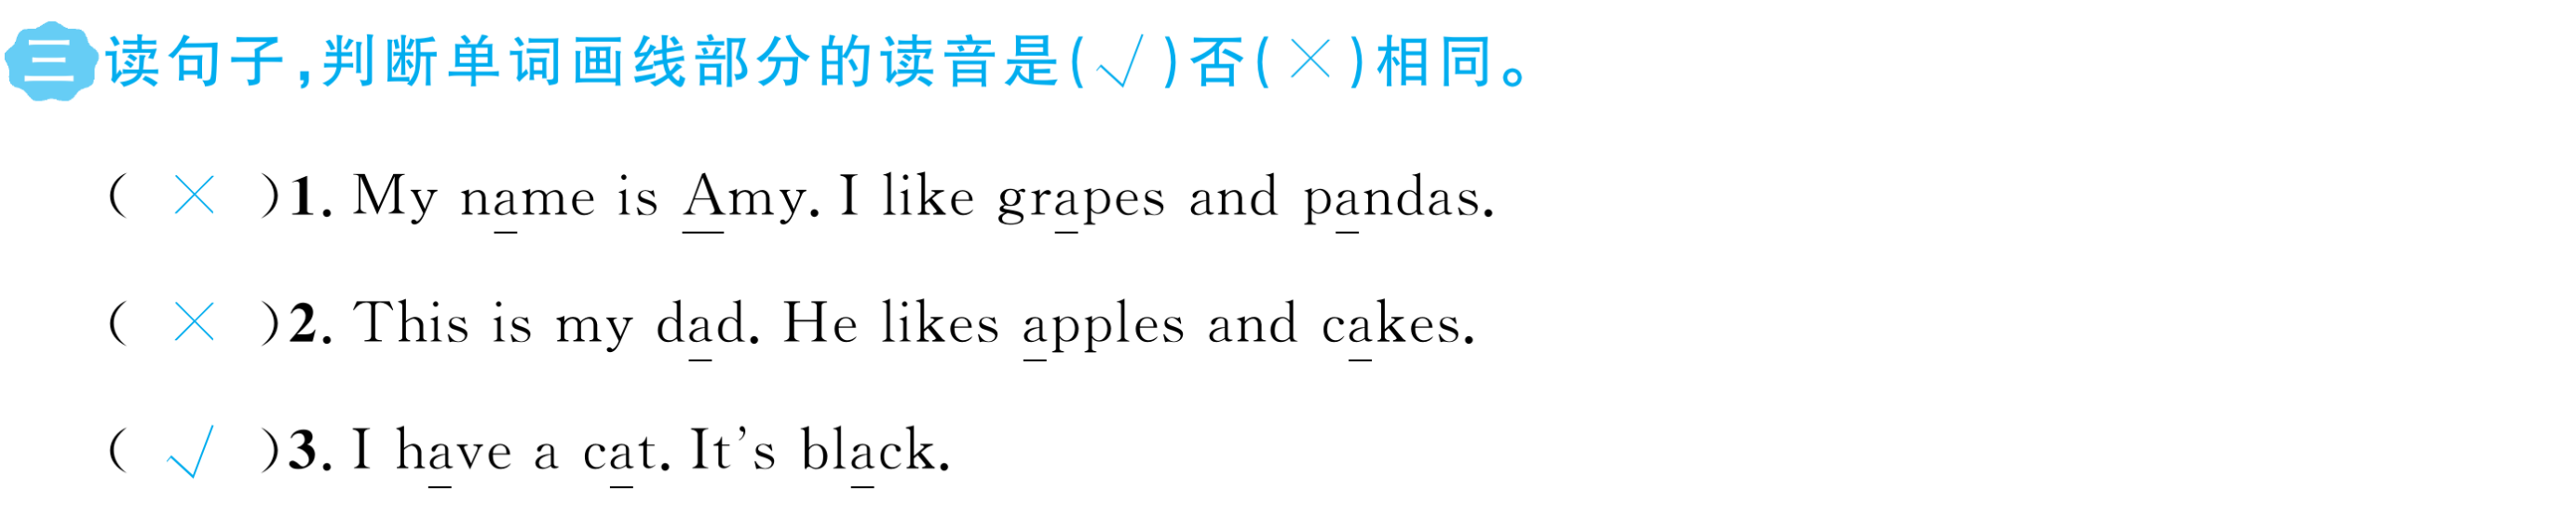 三 读句子,判断单词画线部分的读音是(√)否(×)相同。
( × )1. My name is Amy. I like grapes and pandas.
( × )2. This is my dad. He likes apples and cakes.
( √ )3. I have a cat. It’s black.